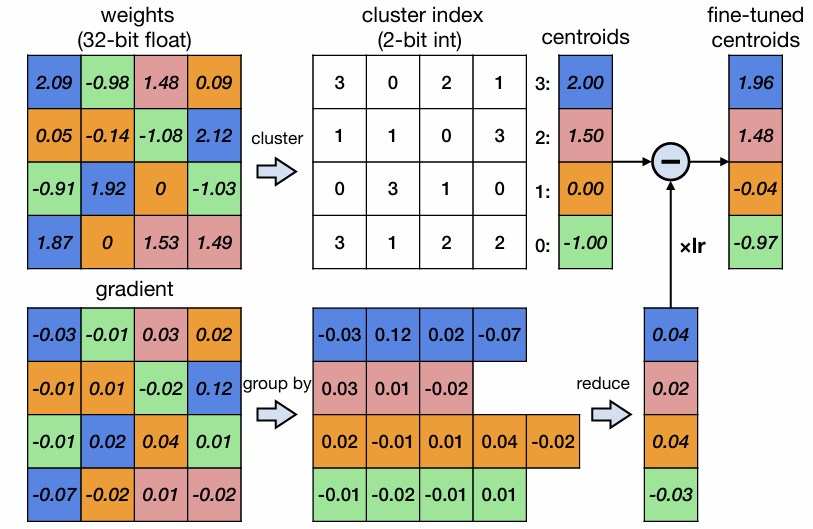 weights
(32-bit float)
cluster index
(2-bit int)
centroids
fine-tuned
centroids
2.09 -0.98 1.48 0.09
0.05 -0.14 -1.08 2.12
-0.91 1.92 0 -1.03
1.87 0 1.53 1.49
cluster
3 0 2 1
1 1 0 3
0 3 1 0
3 1 2 2
3: 2.00
2: 1.50
1: 0.00
0: -1.00
−
×lr
1.96
1.48
-0.04
-0.97
gradient
-0.03 -0.01 0.03 0.02
-0.01 0.01 -0.02 0.12
-0.01 0.02 0.04 0.01
-0.07 -0.02 0.01 -0.02
group by
-0.03 0.12 0.02 -0.07
0.03 0.01 -0.02
0.02 -0.01 0.01 0.04 -0.02
-0.01 -0.02 -0.01 0.01
reduce
0.04
0.02
0.04
-0.03